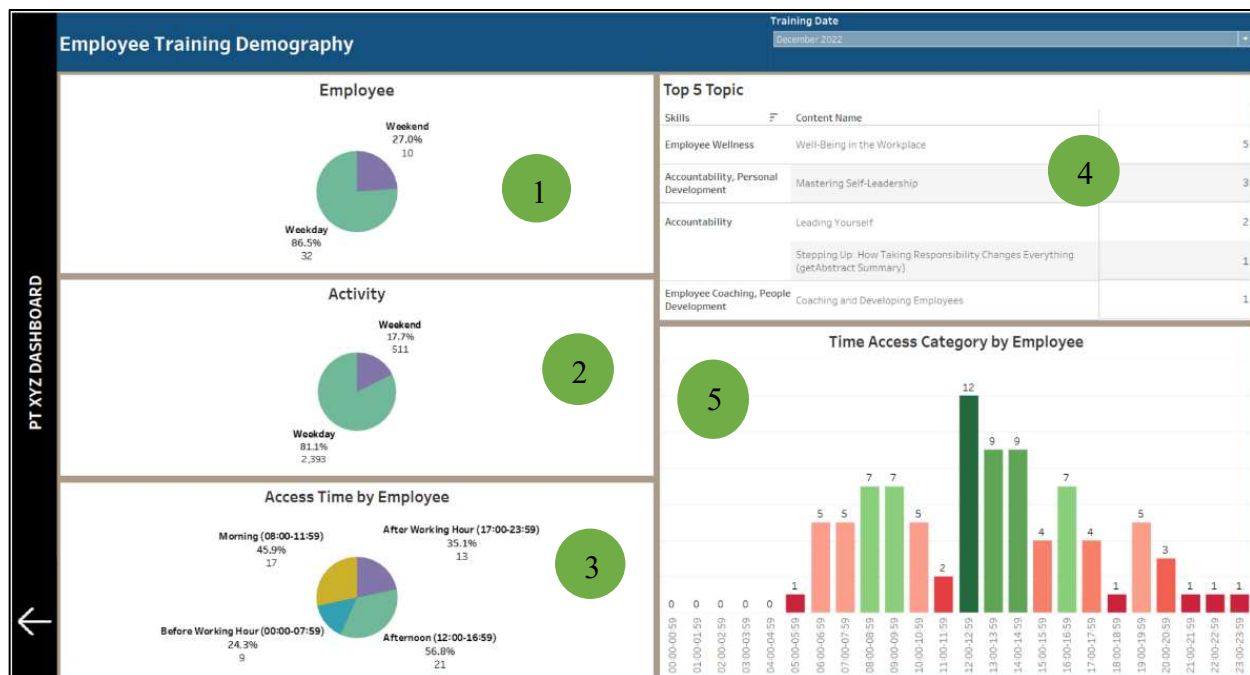 PT XYZ DASHBOARD
Employee Training Demography
Training Date
December 2022
Employee
Weekend
27.0%
10
Weekday
86.5%
32
1
Activity
Weekend
17.7%
511
Weekday
81.1%
2,393
2
Access Time by Employee
Morning (08:00-11:59)
45.9%
17
After Working Hour (17:00-23:59)
35.1%
13
Before Working Hour (00:00-07:59)
24.3%
9
Afternoon (12:00-16:59)
56.8%
21
3
Top 5 Topic
Skills Content Name
Employee Wellness Well-Being in the Workplace 5
Accountability, Personal
Development Mastering Self-Leadership 3
Accountability Leading Yourself 2
Stepping Up: How Taking Responsibility Changes Everything
(getAbstract Summary) 1
Employee Coaching, People
Development Coaching and Developing Employees 1
4
Time Access Category by Employee
5
0 0 0 0 0 1 5 5 7 7 5 2 12 9 9 4 7 4 1 5 3 1 1 1
00:00-00:59
01:00-01:59
02:00-02:59
03:00-03:59
04:00-04:59
05:00-05:59
06:00-06:59
07:00-07:59
08:00-08:59
09:00-09:59
10:00-10:59
11:00-11:59
12:00-12:59
13:00-13:59
14:00-14:59
15:00-15:59
16:00-16:59
17:00-17:59
18:00-18:59
19:00-19:59
20:00-20:59
21:00-21:59
22:00-22:59
23:00-23:59